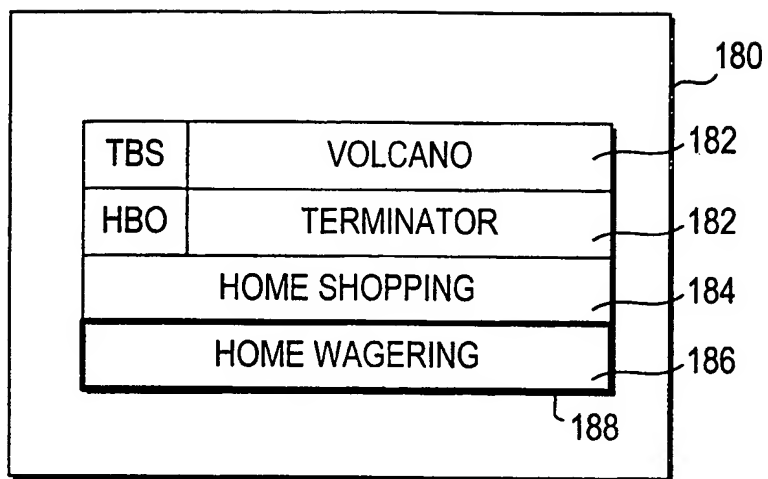 180
TBS VOLCANO 182
HBO TERMINATOR 182
HOME SHOPPING 184
HOME WAGERING 186
188